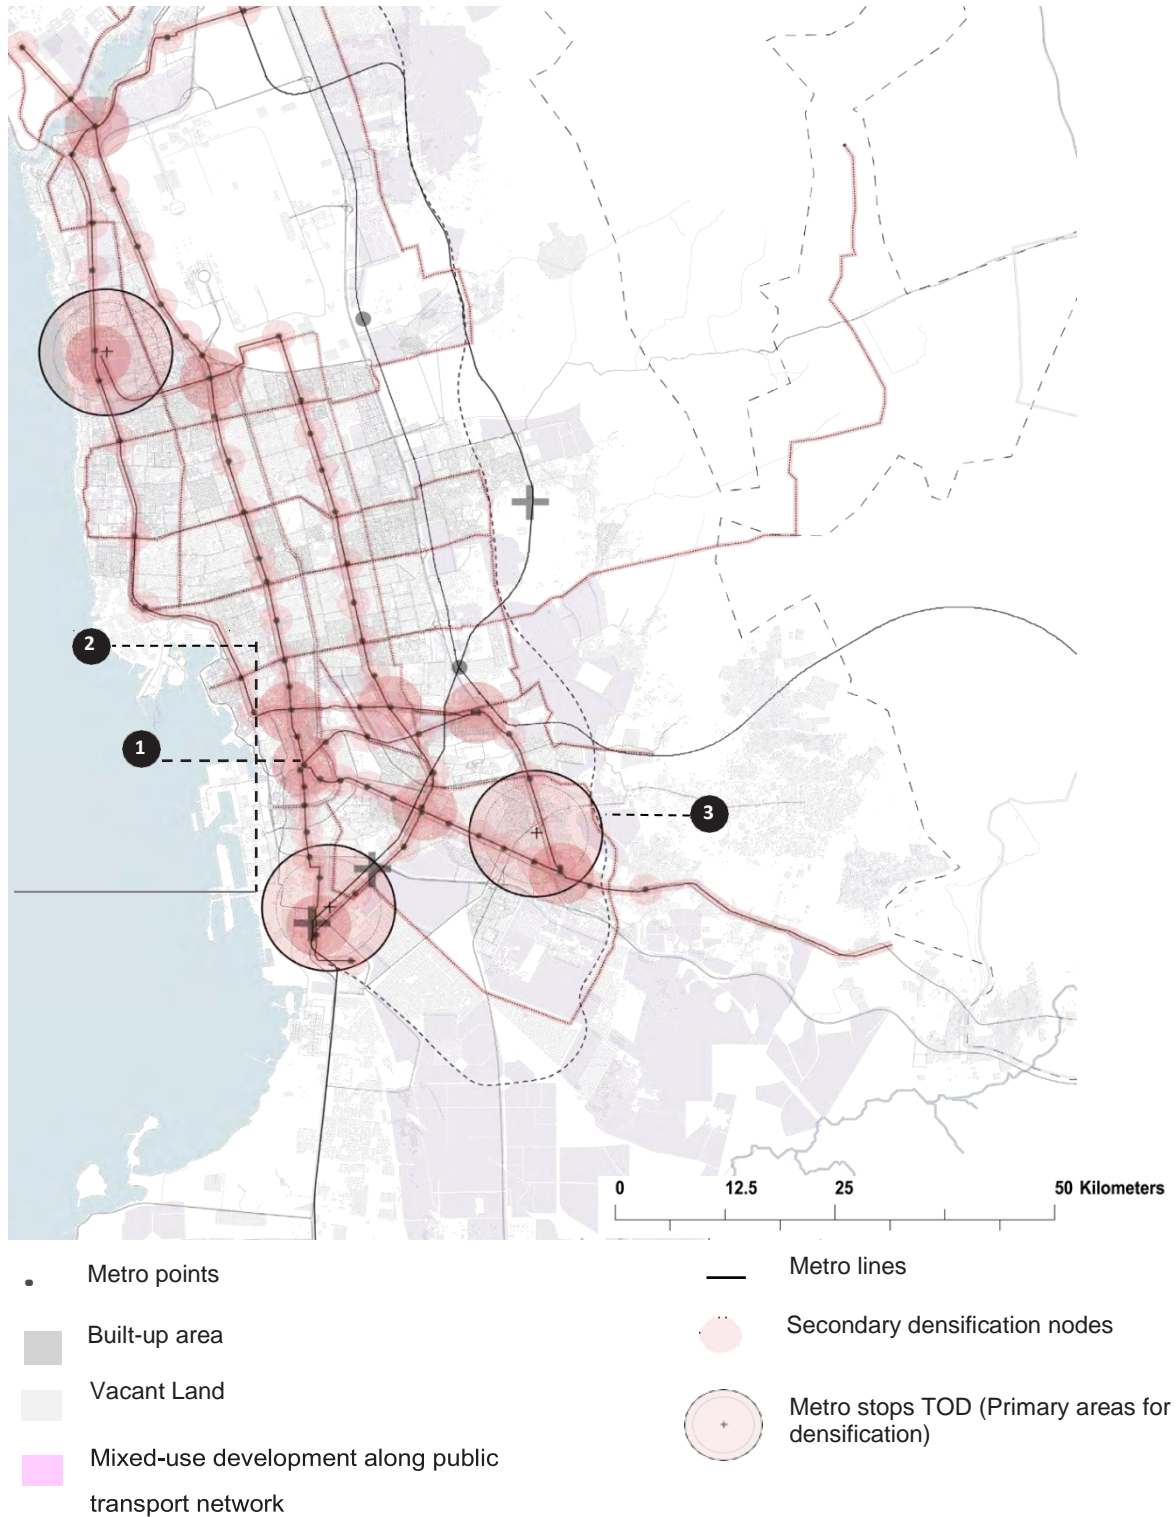 2
1
3
0 12.5 25 50 Kilometers
Metro points
Metro lines
Built-up area
Secondary densification nodes
Vacant Land
Metro stops TOD (Primary areas for
densification)
Mixed-use development along public
transport network